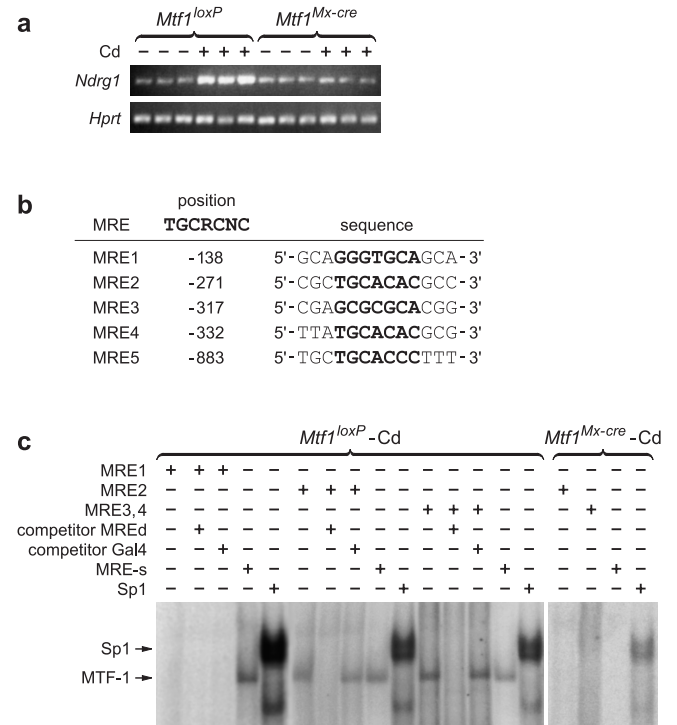 a
Mtf1loxP Mtf1Mx-cre
Cd − − − + + + − − − + + +
Ndrg1
Hprt
b
position
MRE TGCRCNC sequence
MRE1 -138 5'-GCAGGGTGCAGCA-3'
MRE2 -271 5'-CGCTGCACACGCC-3'
MRE3 -317 5'-CGAGCGCGCACGG-3'
MRE4 -332 5'-TTATGCACACGCG-3'
MRE5 -883 5'-TGCTGCACCCTTT-3'
c
Mtf1loxP -Cd Mtf1Mx-cre -Cd
MRE1 + + + − − − − − − − − − − − − − − − −
MRE2 − − − − − + + + − − − − − − − + − − −
MRE3,4 − − − − − − − − − − + + + − − − + − −
competitor MREd − + − − − − + − − − − + − − − − − − −
competitor Gal4 − − + − − − − + − − − − + − − − − − −
MRE-s − − − + − − − − + − − − − + − − − + −
Sp1 − − − − + − − − − + − − − − + − − − +
Sp1
MTF-1